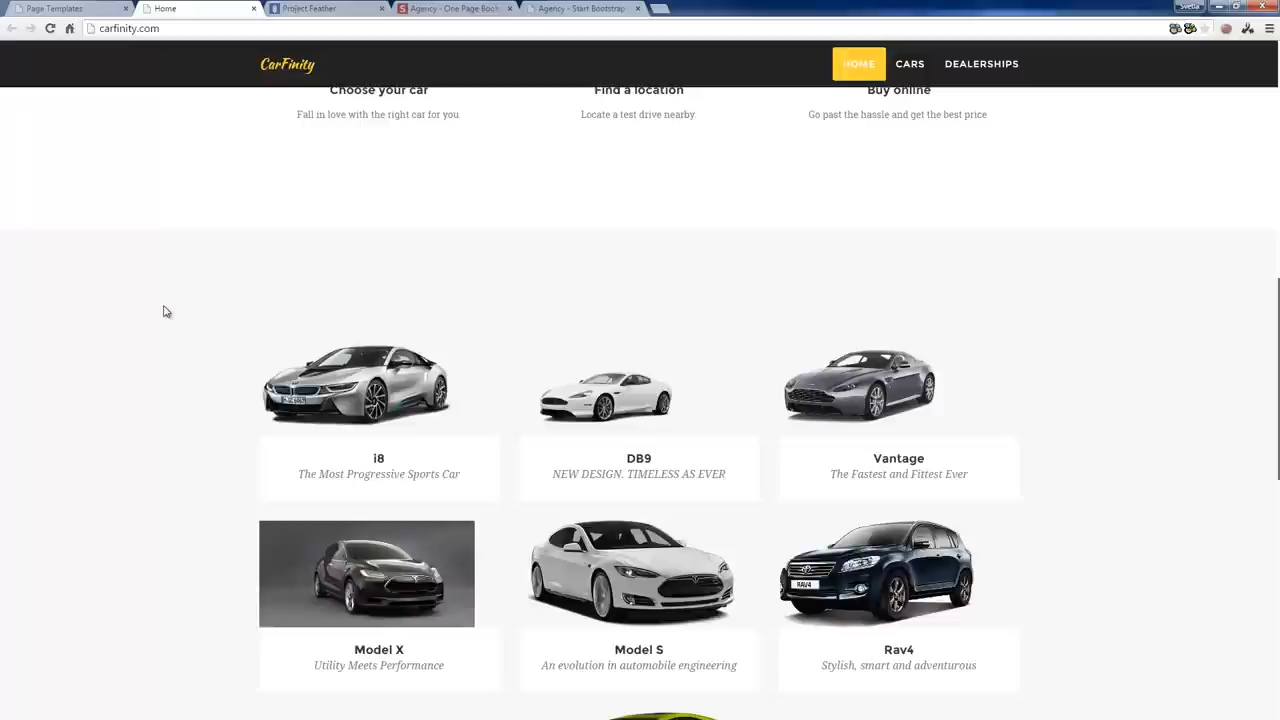 Page Templates
Home
Project Feather
Agency - One Page Boot
Agency - Start Bootstrap
Svetla
carfinity.com
CarFinity
HOME
CARS
DEALERSHIPS
Choose your car
Find a location
Buy online
Fall in love with the right car for you
Locate a test drive nearby
Go past the hassle and get the best price
i8
DB9
Vantage
The Most Progressive Sports Car
NEW DESIGN. TIMELESS AS EVER
The Fastest and Fittest Ever
RAV4
Model X
Model S
Rav4
Utility Meets Performance
An evolution in automobile engineering
Stylish, smart and adventurous